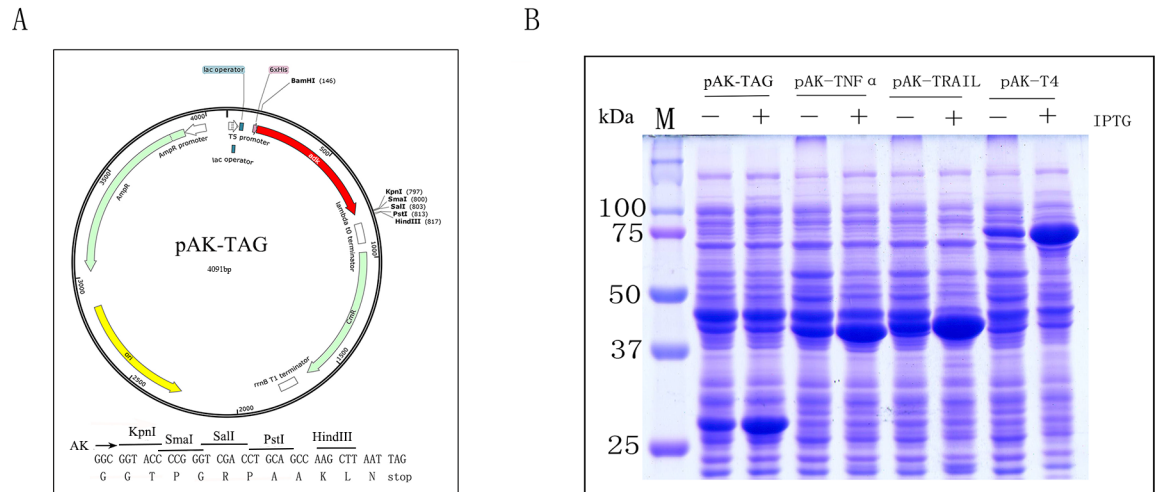 A
B
lac operator
6xHis
BamHI (146)
4000
T5 promoter
AmpR promoter
lac operator
adk
500
3500
AmpR
KpnI (797)
SmaI (800)
SalI (803)
PstI (813)
HindIII (817)
lambda t0 terminator
1000
pAK-TAG
4091bp
3000
CmR
ori
1500
rrnB T1 terminator
2500
2000
AK KpnI SmaI SalI PstI HindIII
GGC GGT ACC CCG GGT CGA CCT GCA GCC AAG CTT AAT TAG
G G T P G R P A A K L N stop
pAK-TAG pAK-TNFα pAK-TRAIL pAK-T4
kDa M − + − + − + − + IPTG
100
75
50
37
25